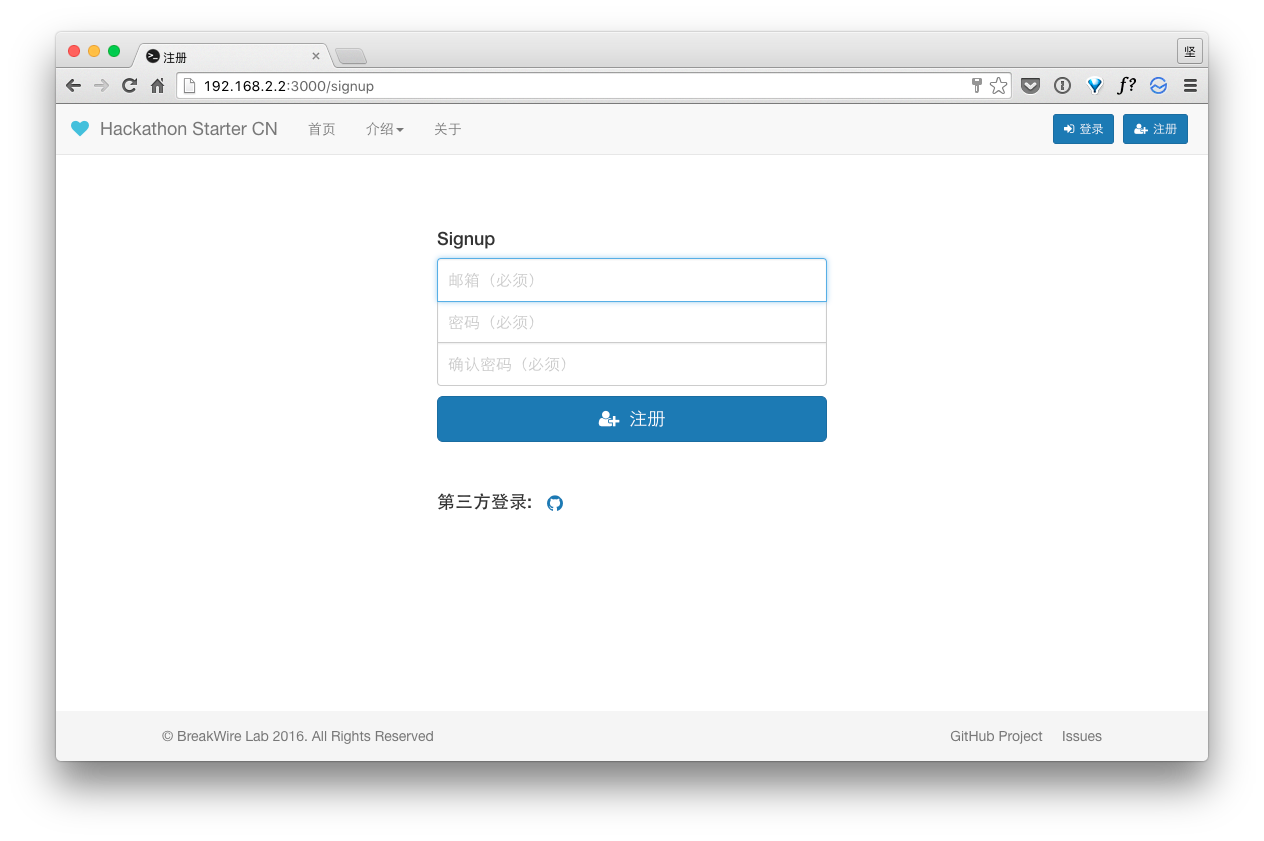 注册
坚
192.168.2.2:3000/signup
f?
Hackathon Starter CN 首页 介绍 关于 登录 注册
Signup
邮箱（必须）
密码（必须）
确认密码（必须）
注册
第三方登录:
© BreakWire Lab 2016. All Rights Reserved GitHub Project Issues